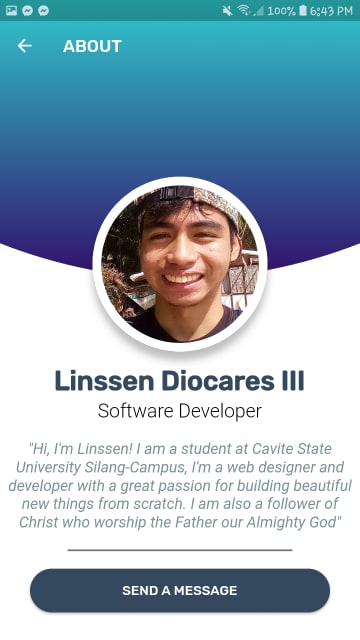 100% 6:43 PM
ABOUT
Linssen Diocares III
Software Developer
"Hi, I'm Linssen! I am a student at Cavite State
University Silang-Campus, I'm a web designer and
developer with a great passion for building beautiful
new things from scratch. I am also a follower of
Christ who worship the Father our Almighty God"
SEND A MESSAGE